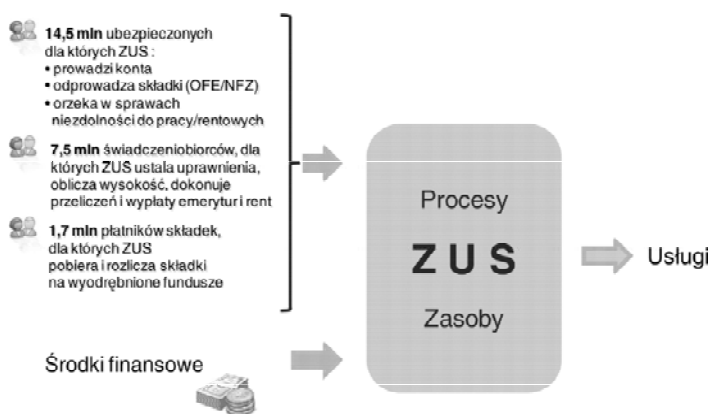 14,5 mln ubezpieczonych
dla których ZUS :
• prowadzi konta
• odprowadza składki (OFE/NFZ)
• orzeka w sprawach
niezdolności do pracy/rentowych
7,5 mln świadczeniobiorców, dla
których ZUS ustala uprawnienia,
oblicza wysokość, dokonuje
przeliczeń i wypłaty emerytur i rent
1,7 mln płatników składek,
dla których ZUS
pobiera i rozlicza składki
na wyodrębnione fundusze
Środki finansowe
Procesy
ZUS
Zasoby
Usługi